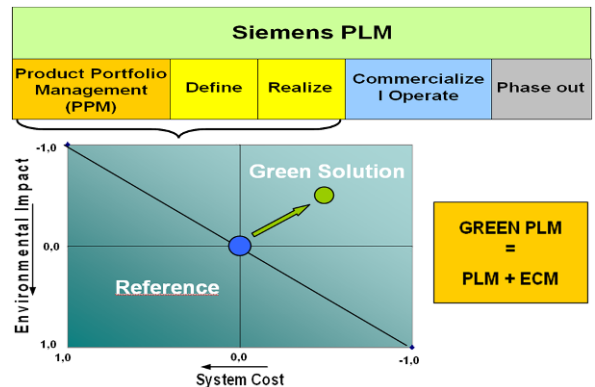 Siemens PLM
Product Portfolio
Management
(PPM)
Define
Realize
Commercialize
I Operate
Phase out
Environmental Impact
-1,0
0,0
1,0
Green Solution
Reference
1,0
0,0
-1,0
System Cost
GREEN PLM
=
PLM + ECM